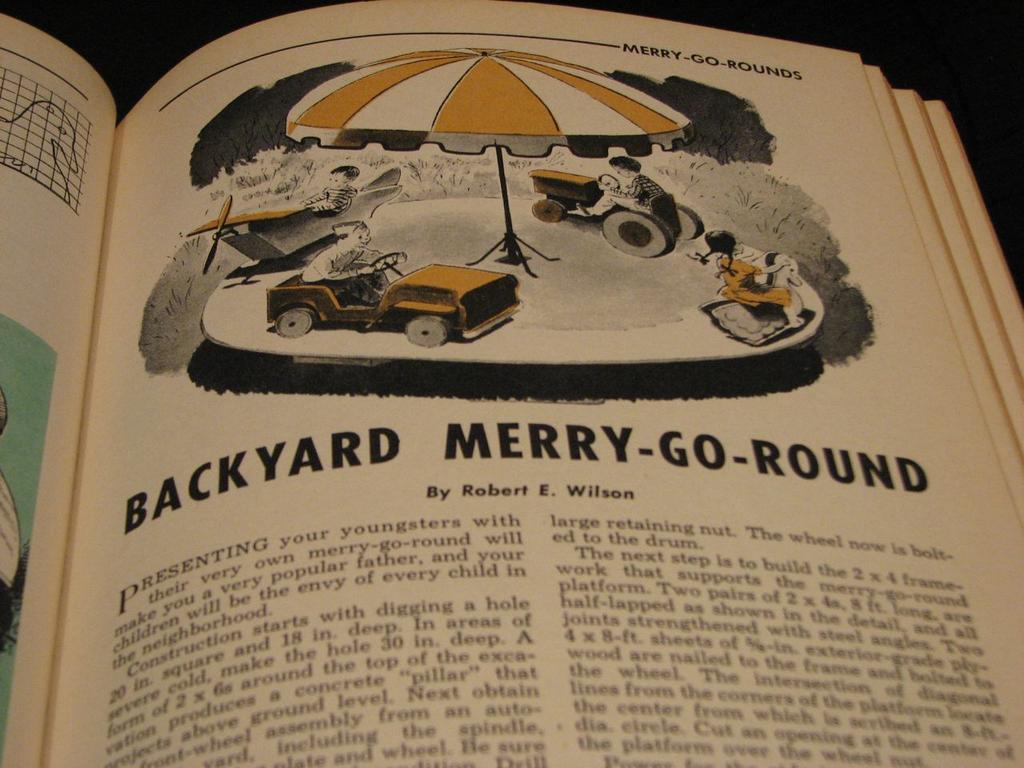 MERRY-GO-ROUNDS
BACKYARD MERRY-GO-ROUND
By Robert E. Wilson
PRESENTING your youngsters with
their very own merry-go-round will
make you a very popular father, and your
children will be the envy of every child in
the neighborhood.
Construction starts with digging a hole
20 in. square and 18 in. deep. In areas of
severe cold, make the hole 30 in. deep. A
form of 2 x 6s around the top of the exca-
vation produces a concrete "pillar" that
projects above ground level. Next obtain
front-wheel assembly from an auto-
yard, including the spindle,
plate and wheel. Be sure
condition. Drill
large retaining nut. The wheel now is bolt-
ed to the drum.
The next step is to build the 2 x 4 frame-
work that supports the merry-go-round
platform. Two pairs of 2 x 4s, 8 ft. long, are
half-lapped as shown in the detail, and all
joints strengthened with steel angles. Two
4 x 8-ft. sheets of 3/4-in. exterior-grade ply-
wood are nailed to the frame and bolted to
the wheel. The intersection of diagonal
lines from the corners of the platform locate
the center from which is scribed an 8-ft.-
dia. circle. Cut an opening at the center of
the platform over the wheel nut.
Power for the